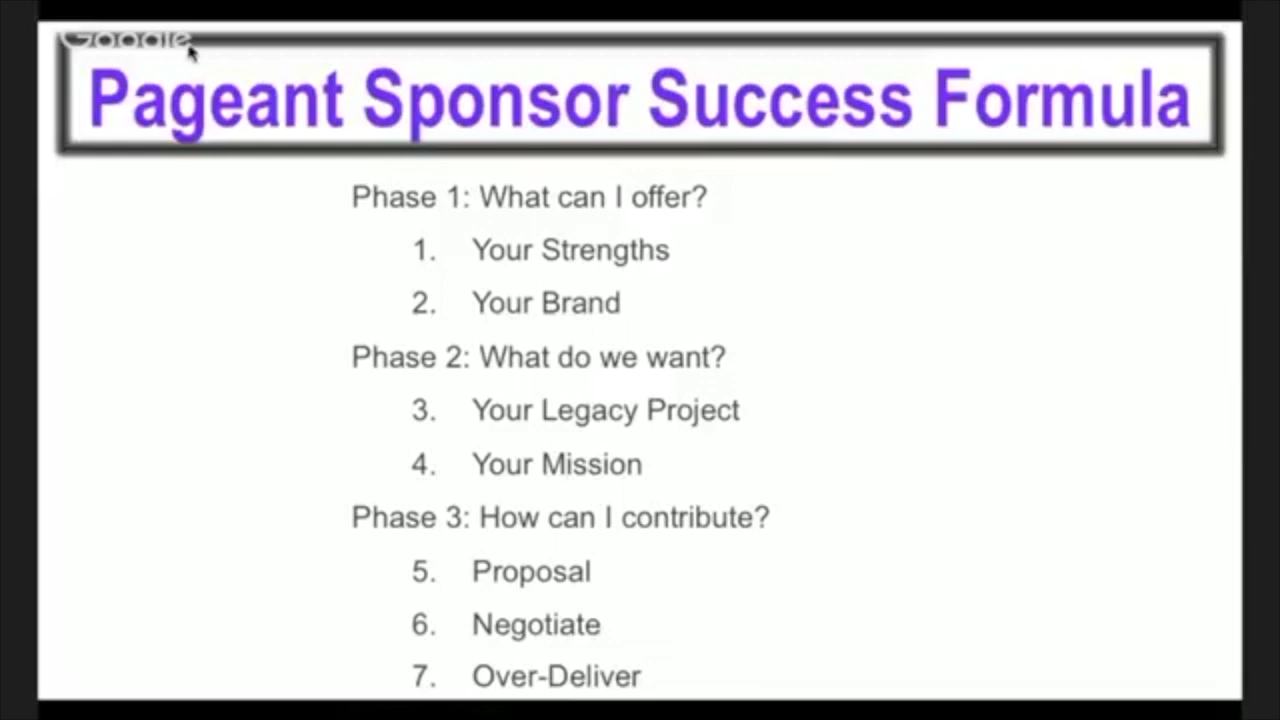 Google
Pageant Sponsor Success Formula
Phase 1: What can I offer?
1. Your Strengths
2. Your Brand
Phase 2: What do we want?
3. Your Legacy Project
4. Your Mission
Phase 3: How can I contribute?
5. Proposal
6. Negotiate
7. Over-Deliver